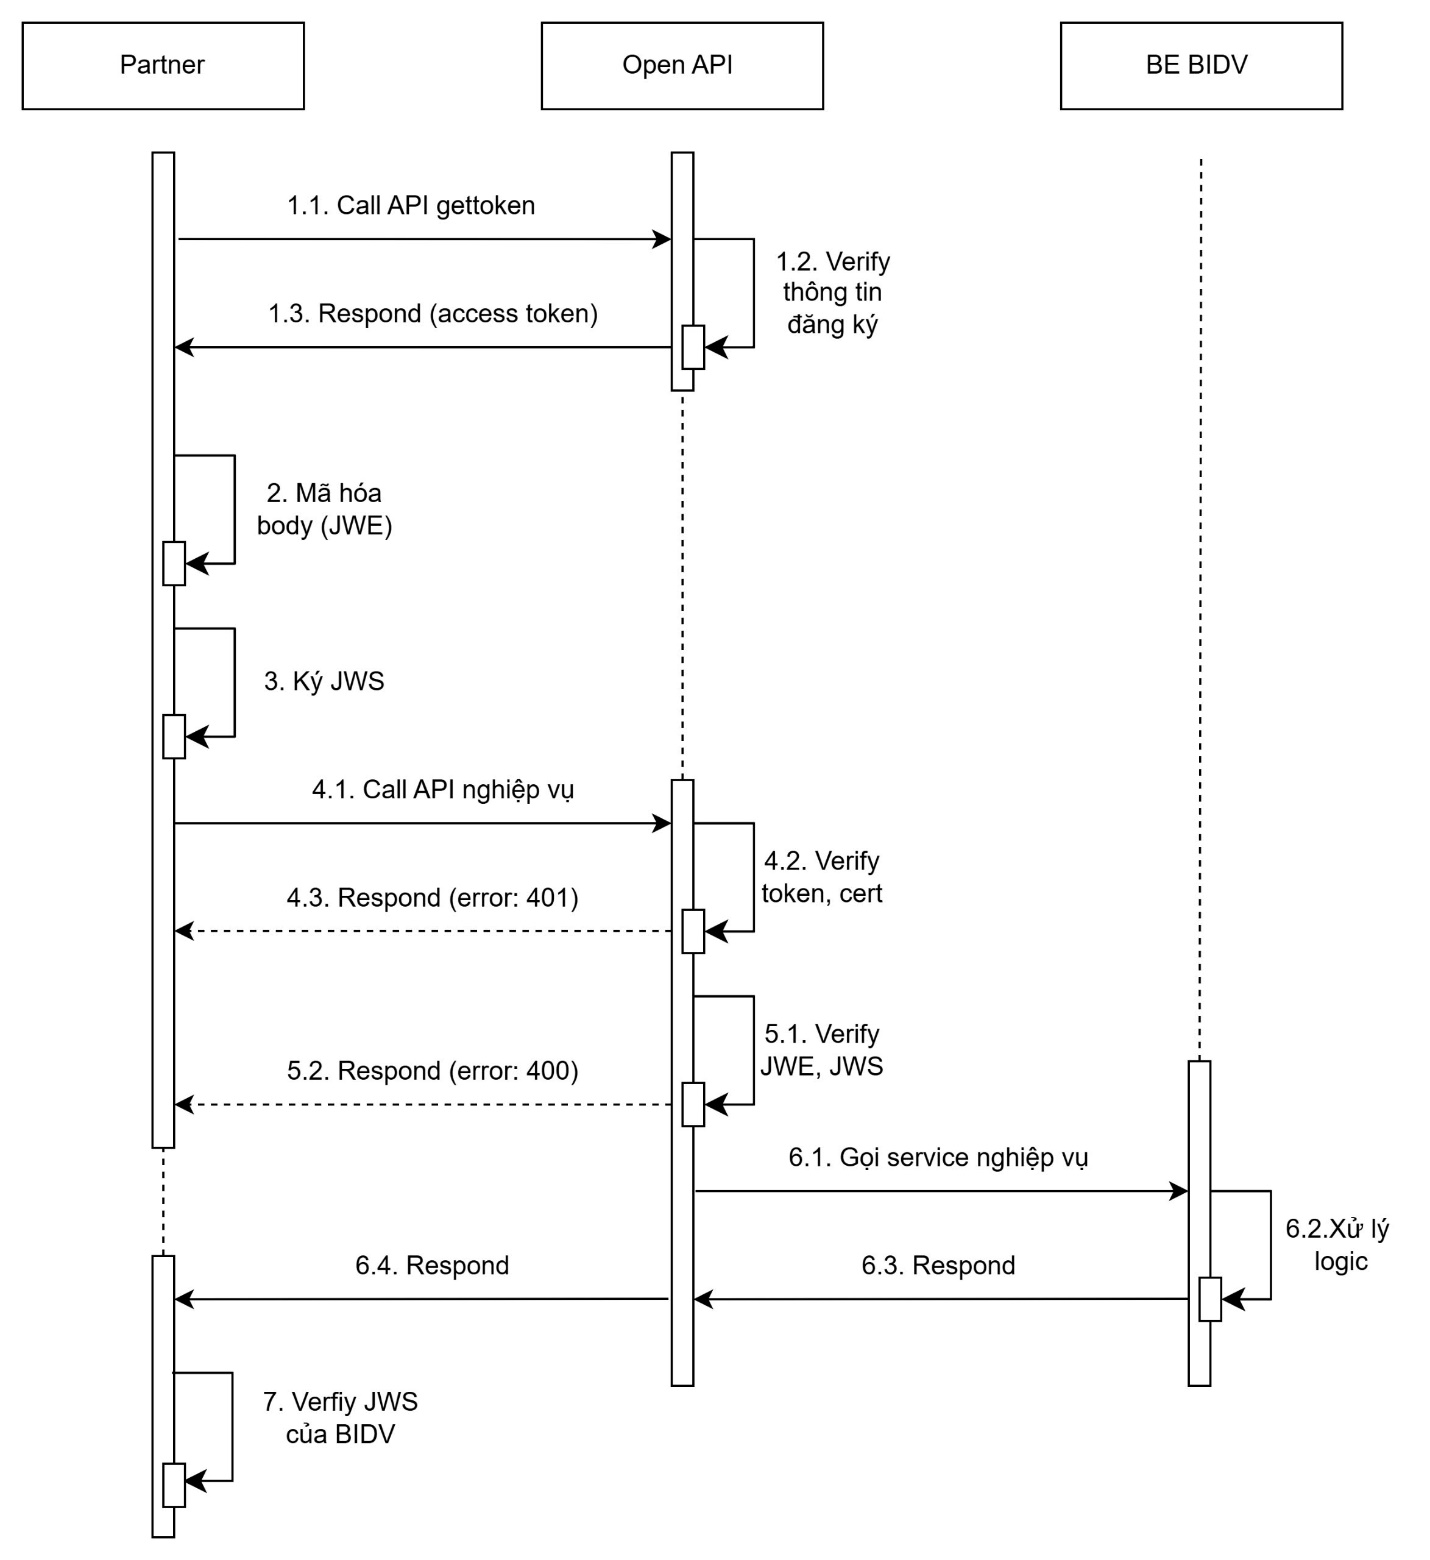 Partner
Open API
BE BIDV
1.1. Call API gettoken
1.2. Verify
thông tin
đăng ký
1.3. Respond (access token)
2. Mã hóa
body (JWE)
3. Ký JWS
4.1. Call API nghiệp vụ
4.2. Verify
token, cert
4.3. Respond (error: 401)
5.1. Verify
JWE, JWS
5.2. Respond (error: 400)
6.1. Gọi service nghiệp vụ
6.2.Xử lý
logic
6.4. Respond
6.3. Respond
7. Verfiy JWS
của BIDV